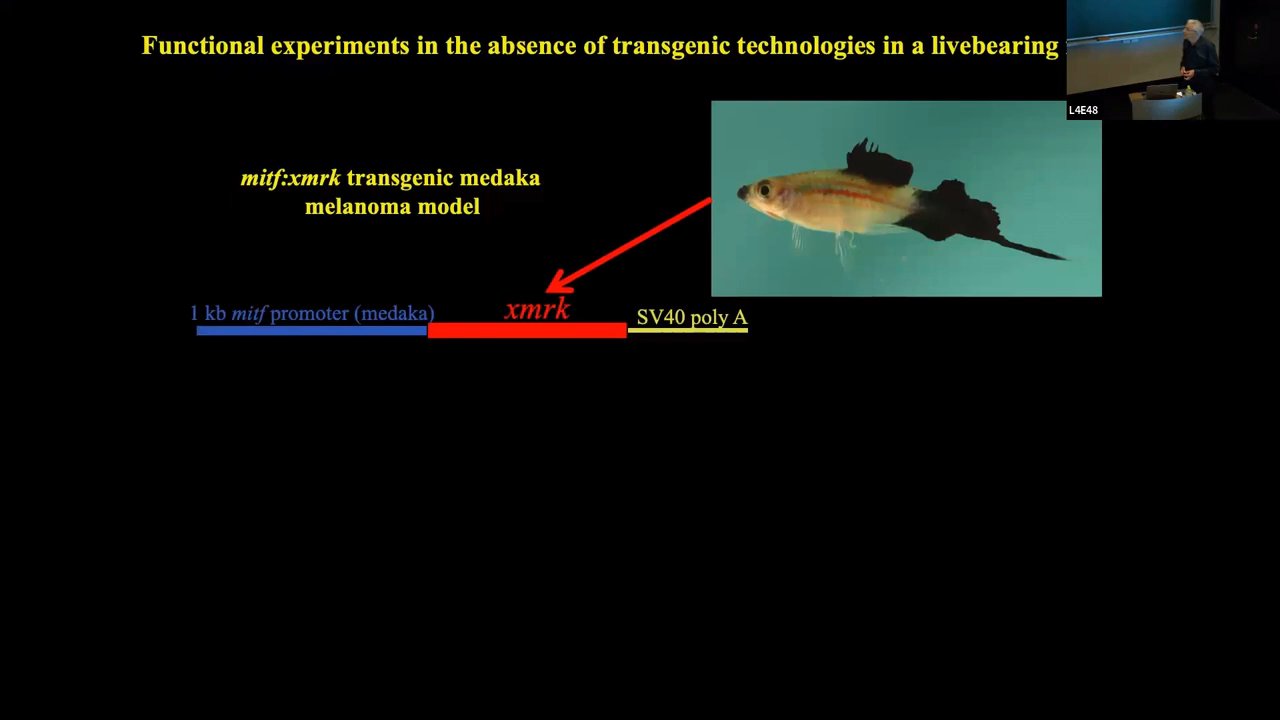 Functional experiments in the absence of transgenic technologies in a livebearing
L4E48
mitf:xmrk transgenic medaka
melanoma model
1 kb mitf promoter (medaka)
xmrk
SV40 poly A